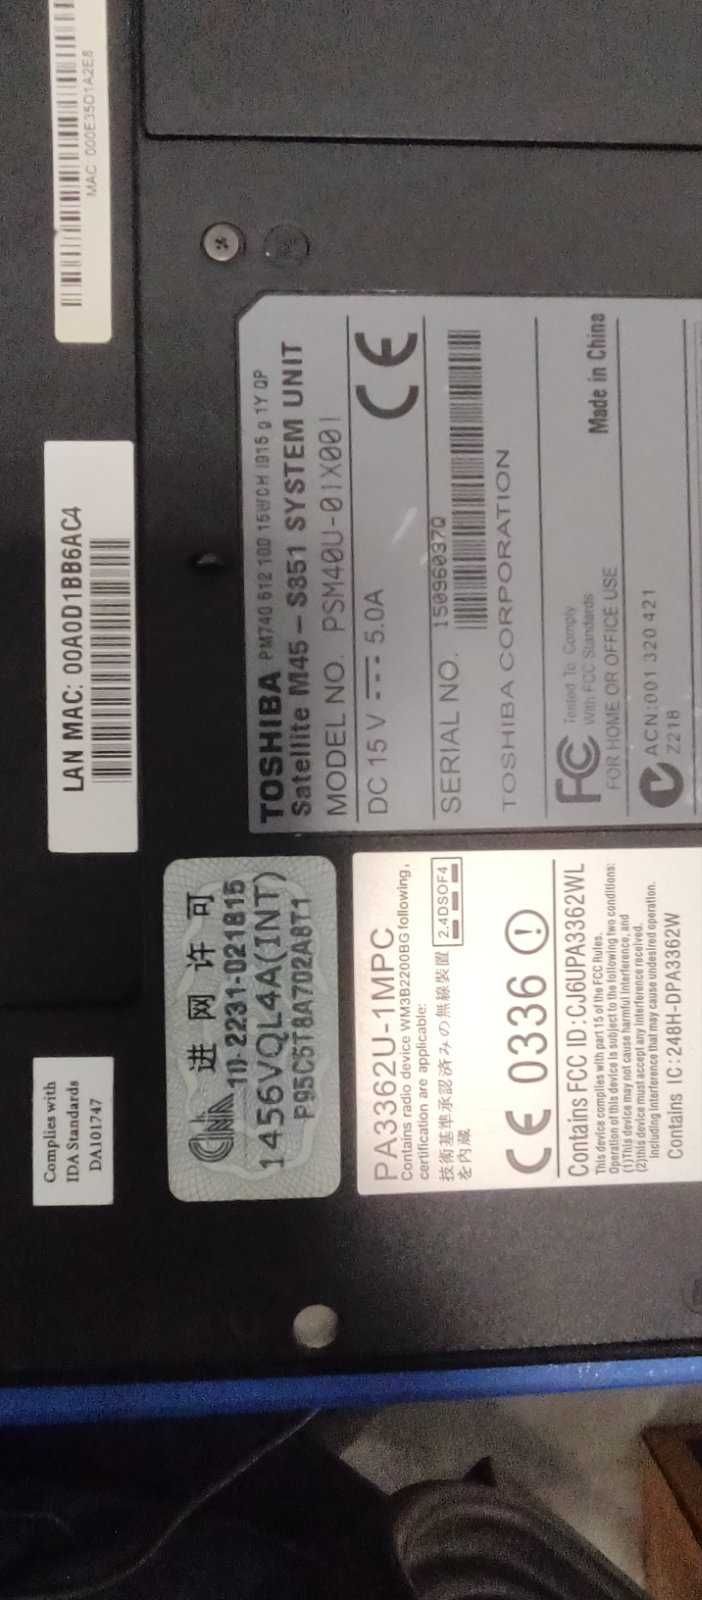 MAC: 000E35D1A2E8
LAN MAC: 00A0D1BB6AC4
Complies with
IDA Standards
DA101747
进网许可
CNA
10-2231-021815
1456VQL4A(INT)
P95C5T8A702A8T1
TOSHIBA PM740 512 100 15WCH I915 g 1Y OP
Satellite M45 – S851 SYSTEM UNIT
MODEL NO. PSM40U-01X001
DC 15 V 5.0A
CE
SERIAL NO. 15096037Q
TOSHIBA CORPORATION
FC Tested To Comply
With FCC Standards
FOR HOME OR OFFICE USE
Made in China
ACN:001 320 421
Z218
PA3362U-1MPC
Contains radio device WM3B2200BG following,
certification are applicable:
技術基準承認済みの無線装置
を内蔵
2.4DSOF4
CE 0336
Contains FCC ID:CJ6UPA3362WL
This device complies with part 15 of the FCC Rules.
Operation of this device is subject to the following two conditions:
(1)This device may not cause harmful interference, and
(2)this device must accept any interference received,
including interference that may cause undesired operation.
Contains IC:248H-DPA3362W